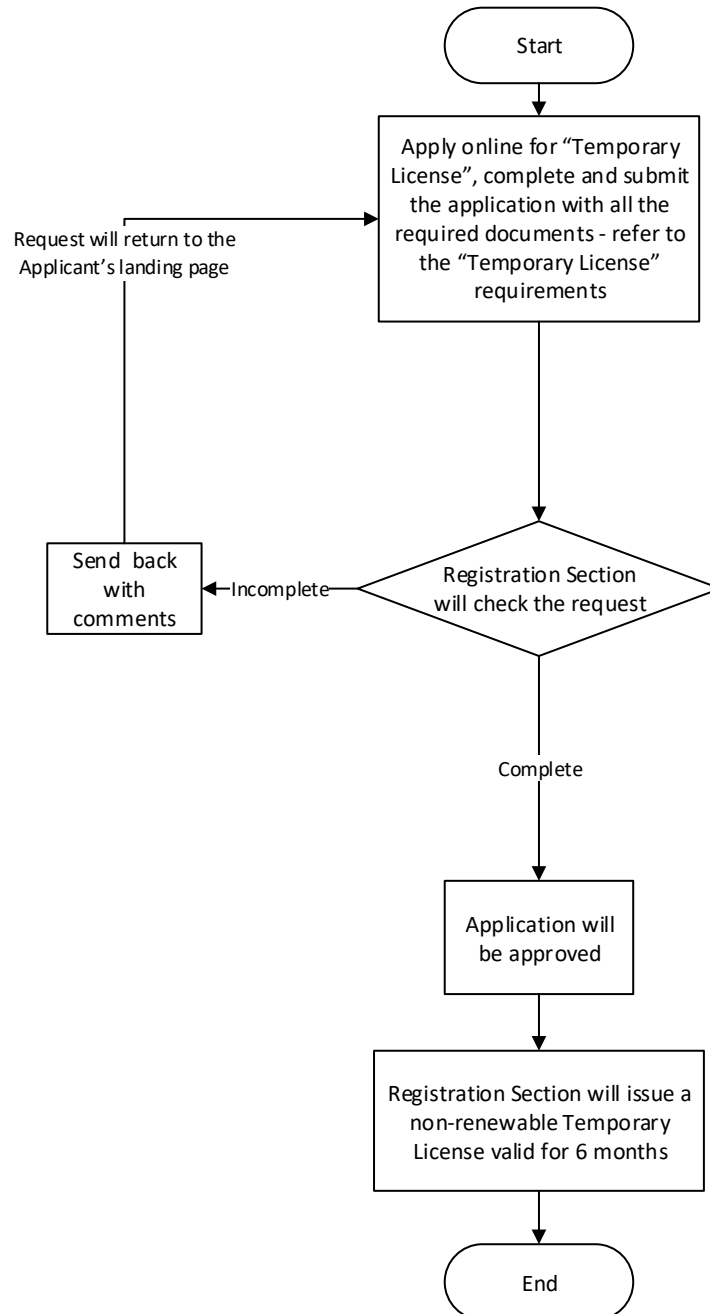 Start
Apply online for “Temporary
License”, complete and submit
the application with all the
required documents - refer to
the “Temporary License”
requirements
Request will return to the
Applicant’s landing page
Send back
with
comments
Incomplete
Registration Section
will check the request
Complete
Application will
be approved
Registration Section will issue a
non-renewable Temporary
License valid for 6 months
End